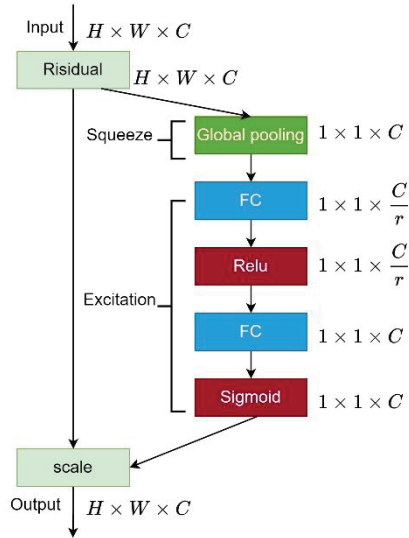 Input
H × W × C
Risidual
H × W × C
Squeeze
Global pooling
1 × 1 × C
FC
1 × 1 × C/r
Relu
1 × 1 × C/r
Excitation
FC
1 × 1 × C
Sigmoid
1 × 1 × C
scale
Output
H × W × C